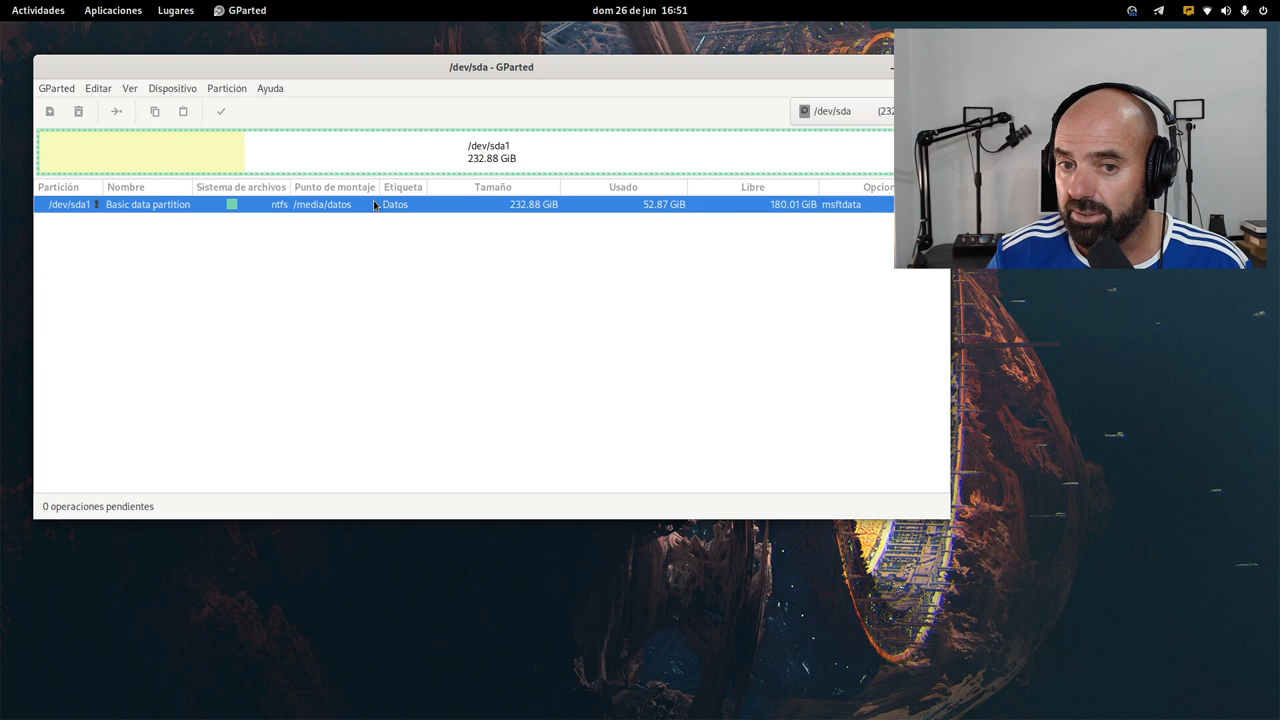 Actividades Aplicaciones Lugares GParted dom 26 de jun 16:51
/dev/sda - GParted
GParted Editar Ver Dispositivo Partición Ayuda
/dev/sda (232
/dev/sda1
232.88 GiB
Partición Nombre Sistema de archivos Punto de montaje Etiqueta Tamaño Usado Libre Opcion
/dev/sda1 Basic data partition ntfs /media/datos Datos 232.88 GiB 52.87 GiB 180.01 GiB msftdata
0 operaciones pendientes